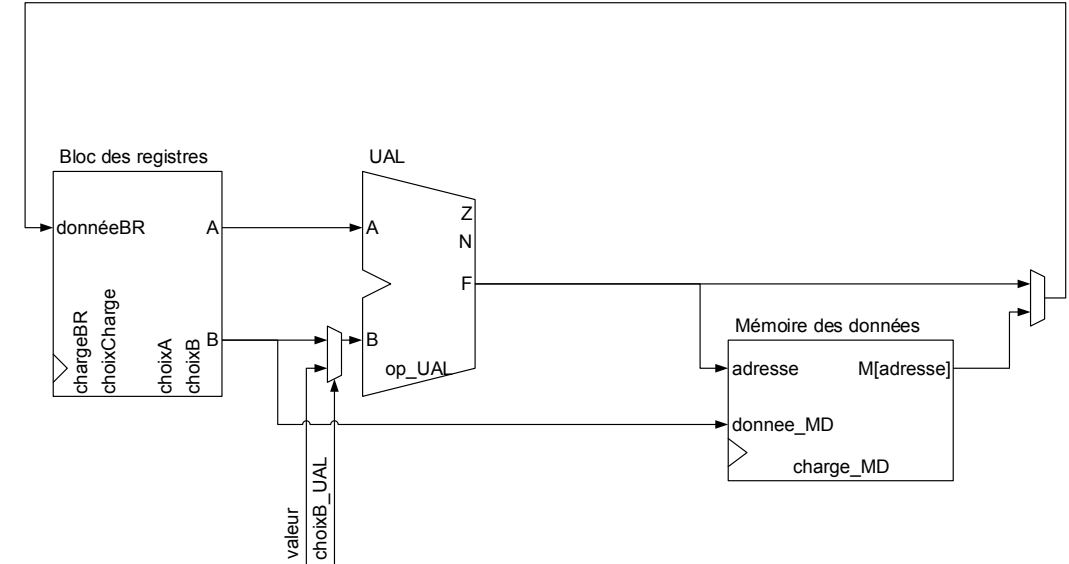 Bloc des registres
UAL
donnéeBR
A
A
Z
N
F
chargeBR
choixCharge
choixA
choixB
B
B
op_UAL
Mémoire des données
adresse
M[adresse]
donnee_MD
charge_MD
valeur
choixB_UAL